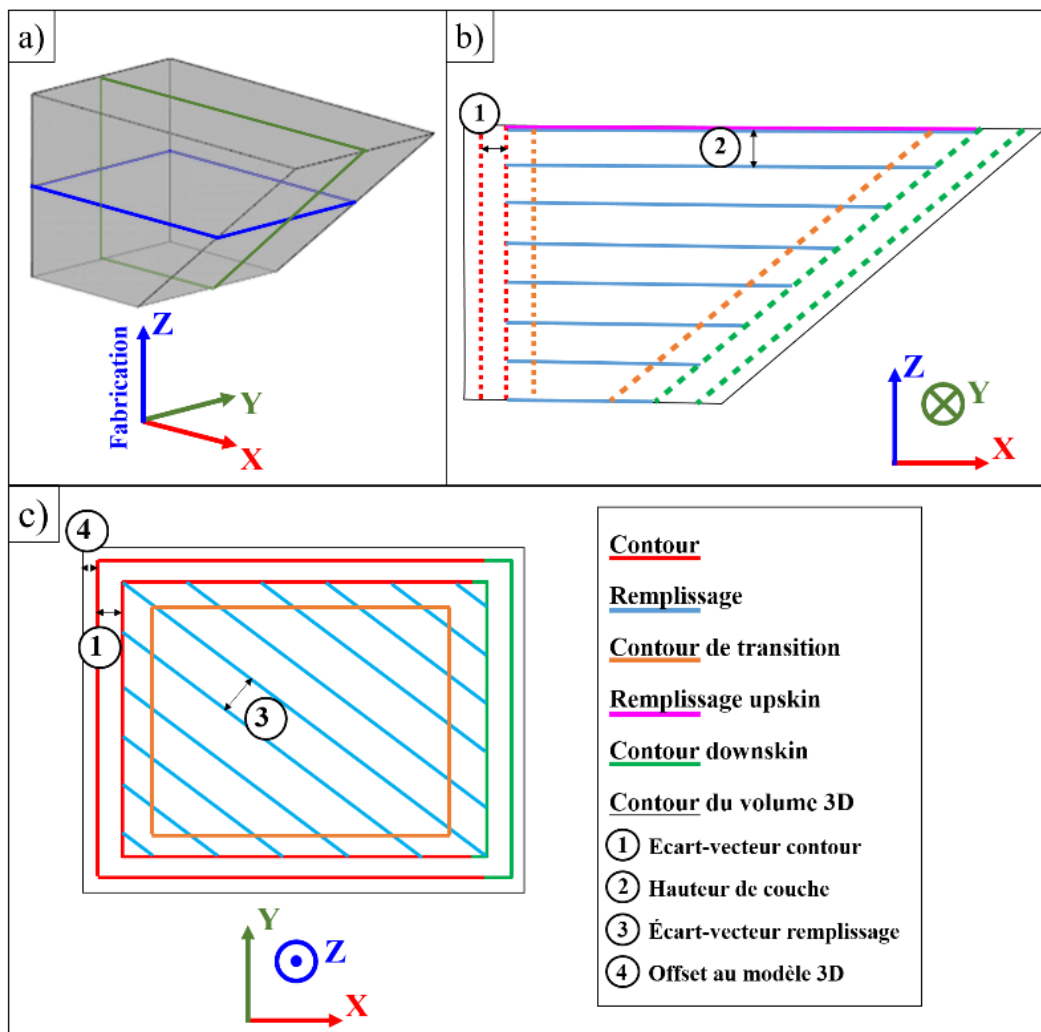 a)
Fabrication
Z
Y
X
b)
1
2
Z
Y
X
c)
4
1
3
Y
Z
X
Contour
Remplissage
Contour de transition
Remplissage upskin
Contour downskin
Contour du volume 3D
1 Ecart-vecteur contour
2 Hauteur de couche
3 Écart-vecteur remplissage
4 Offset au modèle 3D